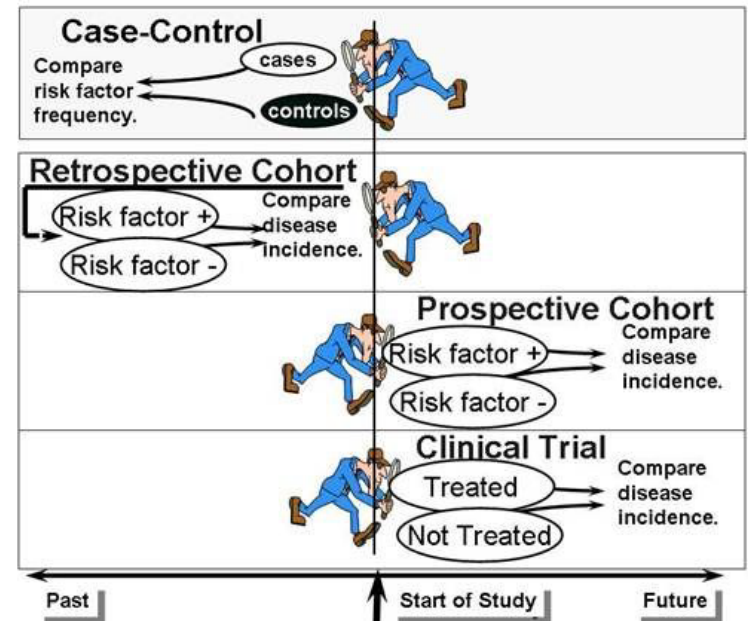 Case-Control
Compare
risk factor
frequency.
cases
controls
Retrospective Cohort
Risk factor +
Risk factor -
Compare
disease
incidence.
Prospective Cohort
Risk factor +
Risk factor -
Compare
disease
incidence.
Clinical Trial
Treated
Not Treated
Compare
disease
incidence.
Past
Start of Study
Future